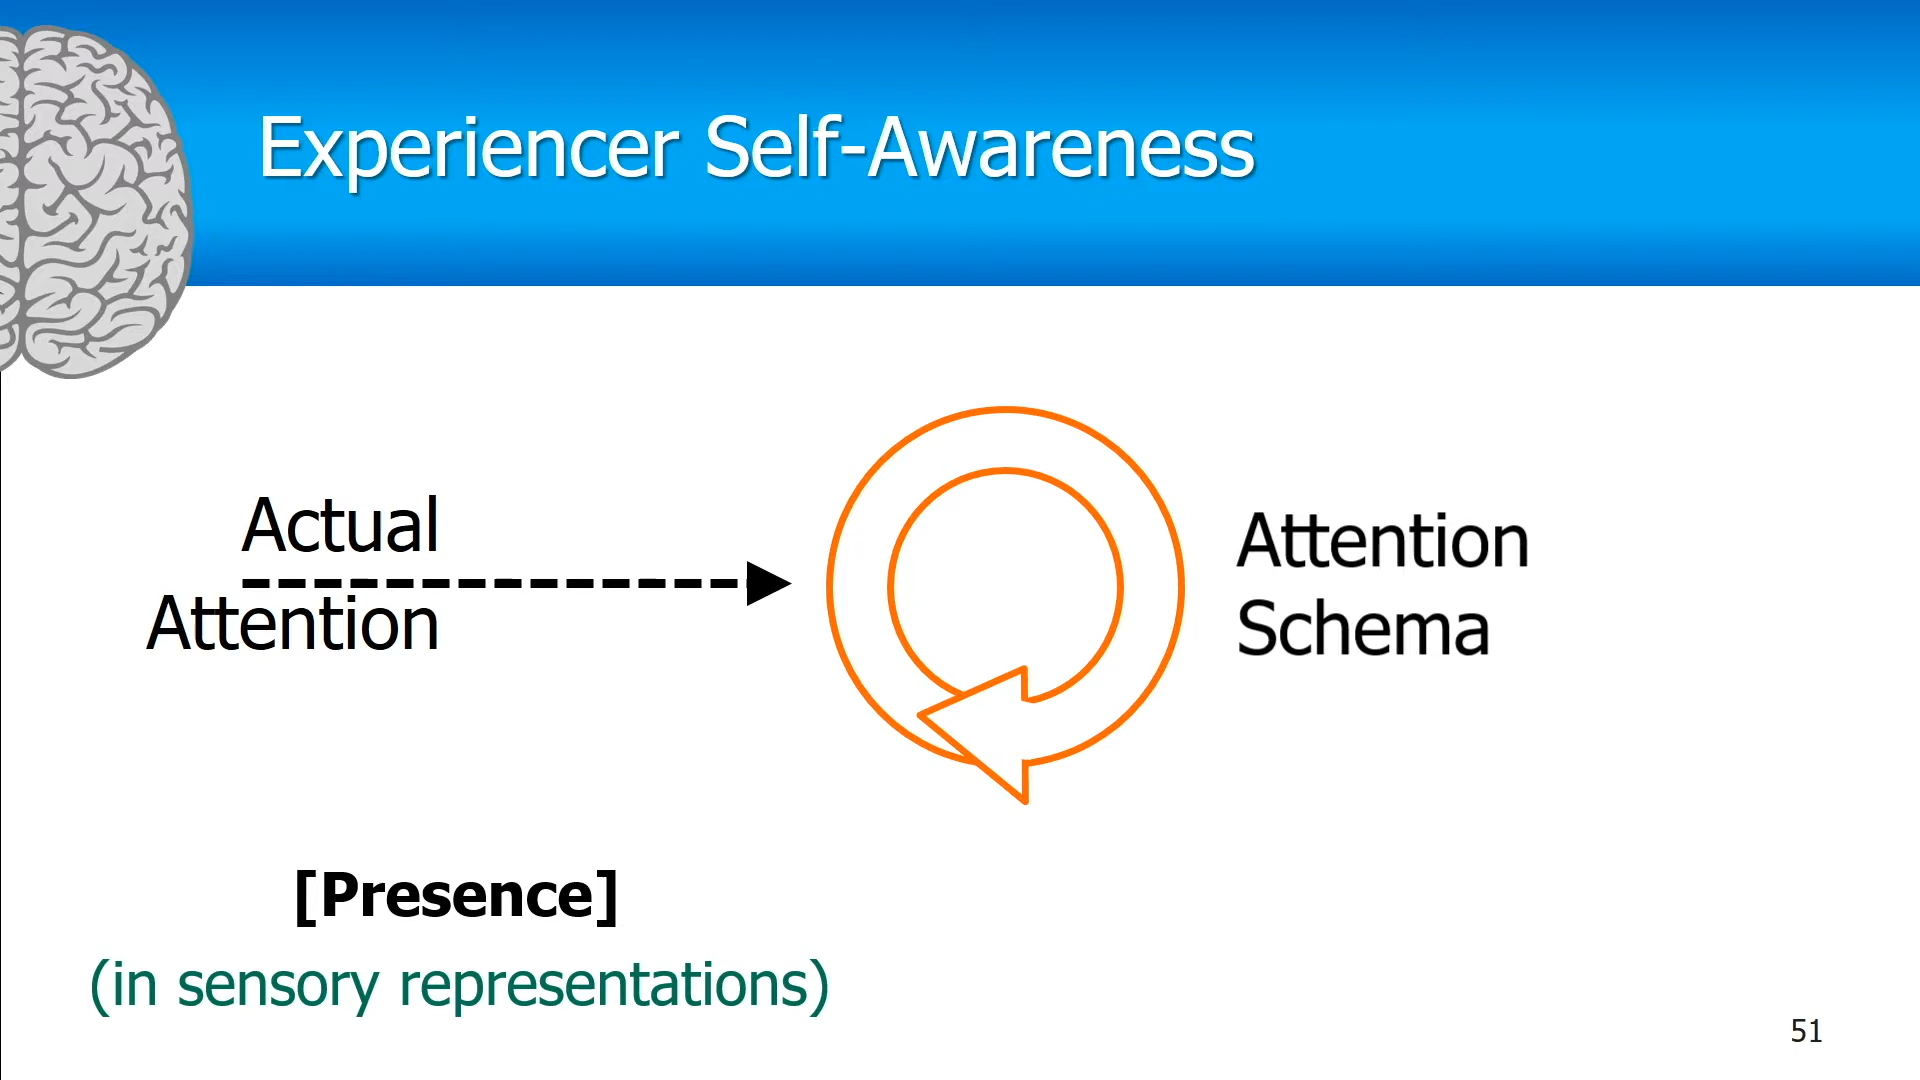 Experiencer Self-Awareness
Actual
Attention
Attention
Schema
[Presence]
(in sensory representations)
51